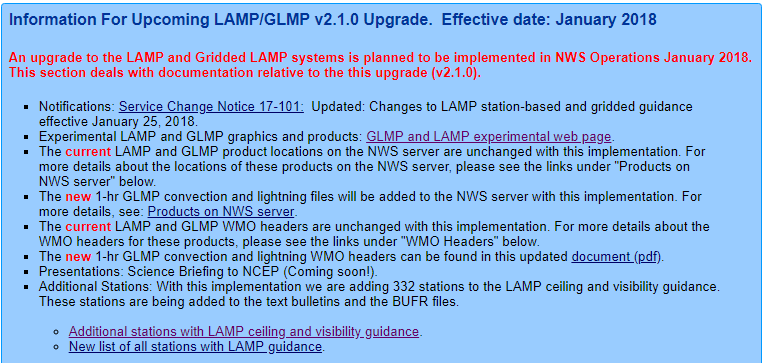 Information For Upcoming LAMP/GLMP v2.1.0 Upgrade.  Effective date: January 2018
An upgrade to the LAMP and Gridded LAMP systems is planned to be implemented in NWS Operations January 2018.
This section deals with documentation relative to the this upgrade (v2.1.0).
Notifications: Service Change Notice 17-101:  Updated: Changes to LAMP station-based and gridded guidance
effective January 25, 2018.
Experimental LAMP and GLMP graphics and products: GLMP and LAMP experimental web page.
The current LAMP and GLMP product locations on the NWS server are unchanged with this implementation. For
more details about the locations of these products on the NWS server, please see the links under "Products on
NWS server" below.
The new 1-hr GLMP convection and lightning files will be added to the NWS server with this implementation. For
more details, see: Products on NWS server.
The current LAMP and GLMP WMO headers are unchanged with this implementation. For more details about the
WMO headers for these products, please see the links under "WMO Headers" below.
The new 1-hr GLMP convection and lightning WMO headers can be found in this updated document (pdf).
Presentations: Science Briefing to NCEP (Coming soon!).
Additional Stations: With this implementation we are adding 332 stations to the LAMP ceiling and visibility guidance.
These stations are being added to the text bulletins and the BUFR files.
Additional stations with LAMP ceiling and visibility guidance.
New list of all stations with LAMP guidance.